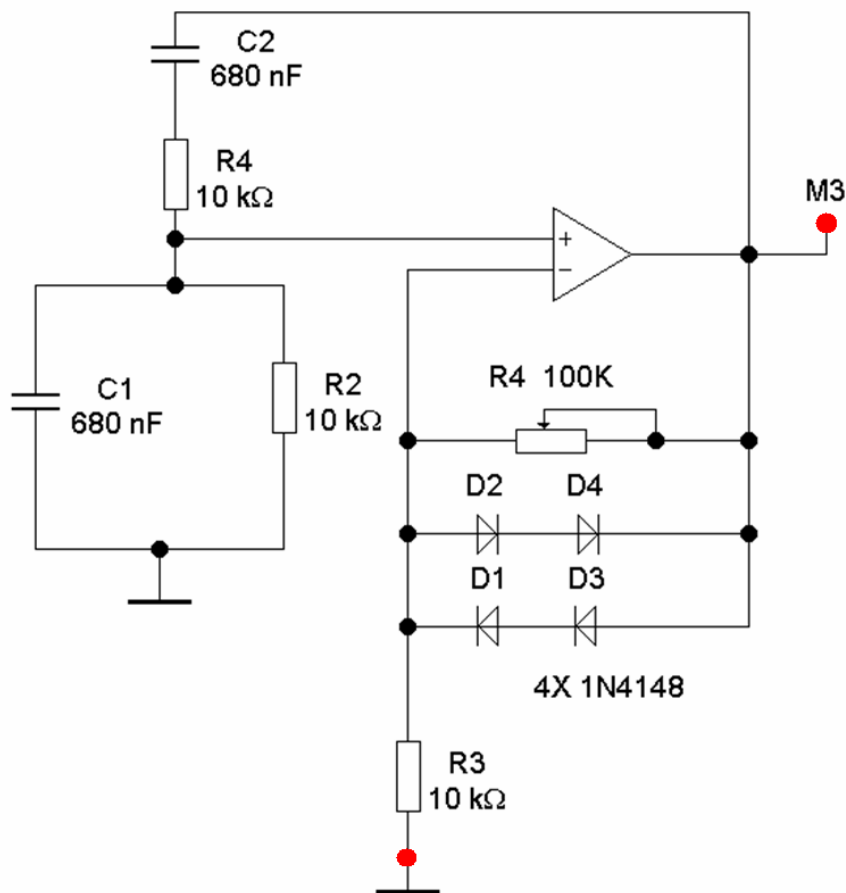 C2
680 nF
R4
10 kΩ
M3
+
−
C1
680 nF
R2
10 kΩ
R4 100K
D2 D4
D1 D3
4X 1N4148
R3
10 kΩ